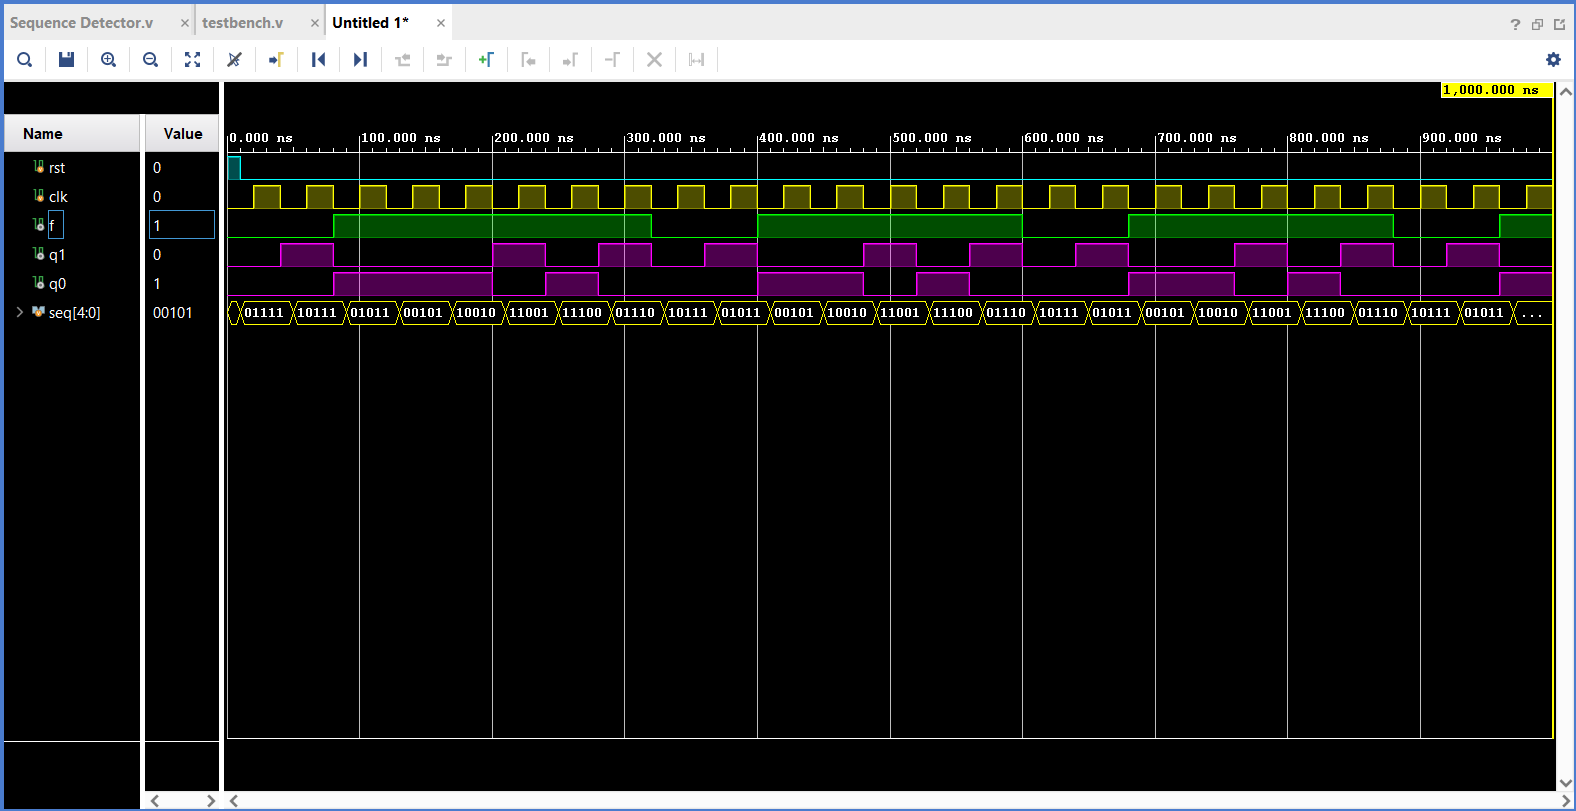 Sequence Detector.v × testbench.v × Untitled 1* × ?
1,000.000 ns
Name Value 0.000 ns 100.000 ns 200.000 ns 300.000 ns 400.000 ns 500.000 ns 600.000 ns 700.000 ns 800.000 ns 900.000 ns
rst 0
clk 0
f 1
q1 0
q0 1
seq[4:0] 00101 01111 10111 01011 00101 10010 11001 11100 01110 10111 01011 00101 10010 11001 11100 01110 10111 01011 00101 10010 11001 11100 01110 10111 01011 ...